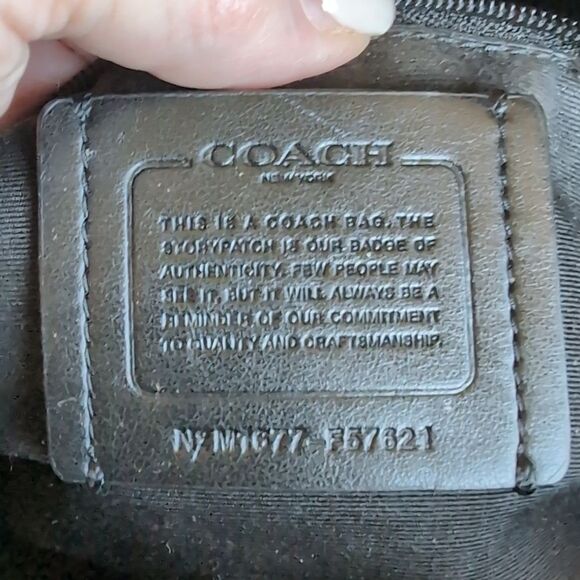 COACH
NEW YORK
THIS IS A COACH BAG. THE
STORYPATCH IS OUR BADGE OF
AUTHENTICITY. FEW PEOPLE MAY
SEE IT, BUT IT WILL ALWAYS BE A
REMINDER OF OUR COMMITMENT
TO QUALITY AND CRAFTSMANSHIP.
F57621